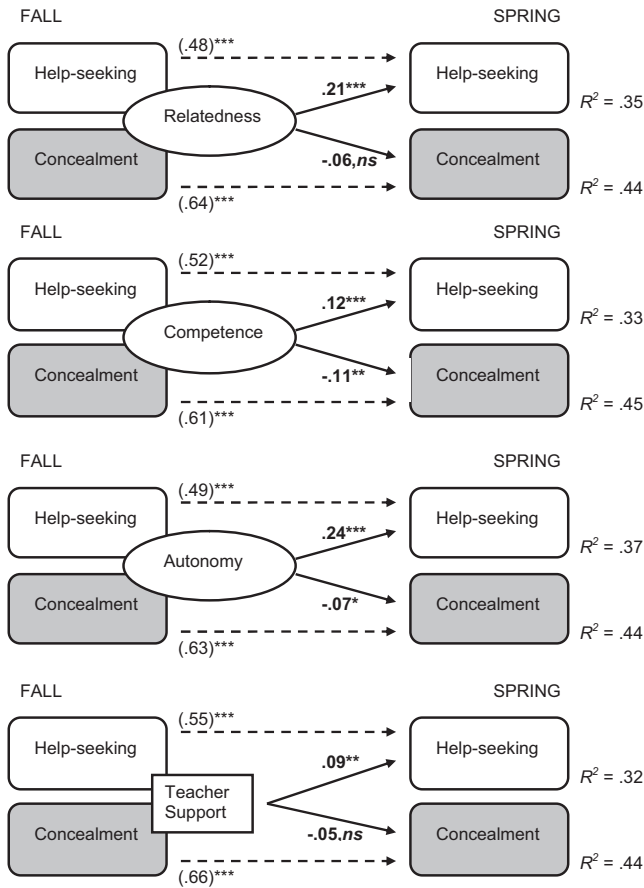 FALL SPRING
(.48)***
Help-seeking Help-seeking
.21***
R² = .35
Relatedness
Concealment -.06,ns Concealment
R² = .44
(.64)***
FALL SPRING
(.52)***
Help-seeking Help-seeking
.12***
R² = .33
Competence
Concealment -.11** Concealment
R² = .45
(.61)***
FALL SPRING
(.49)***
Help-seeking Help-seeking
.24***
R² = .37
Autonomy
Concealment -.07* Concealment
R² = .44
(.63)***
FALL SPRING
(.55)***
Help-seeking Help-seeking
.09**
R² = .32
Teacher
Support
Concealment -.05,ns Concealment
R² = .44
(.66)***